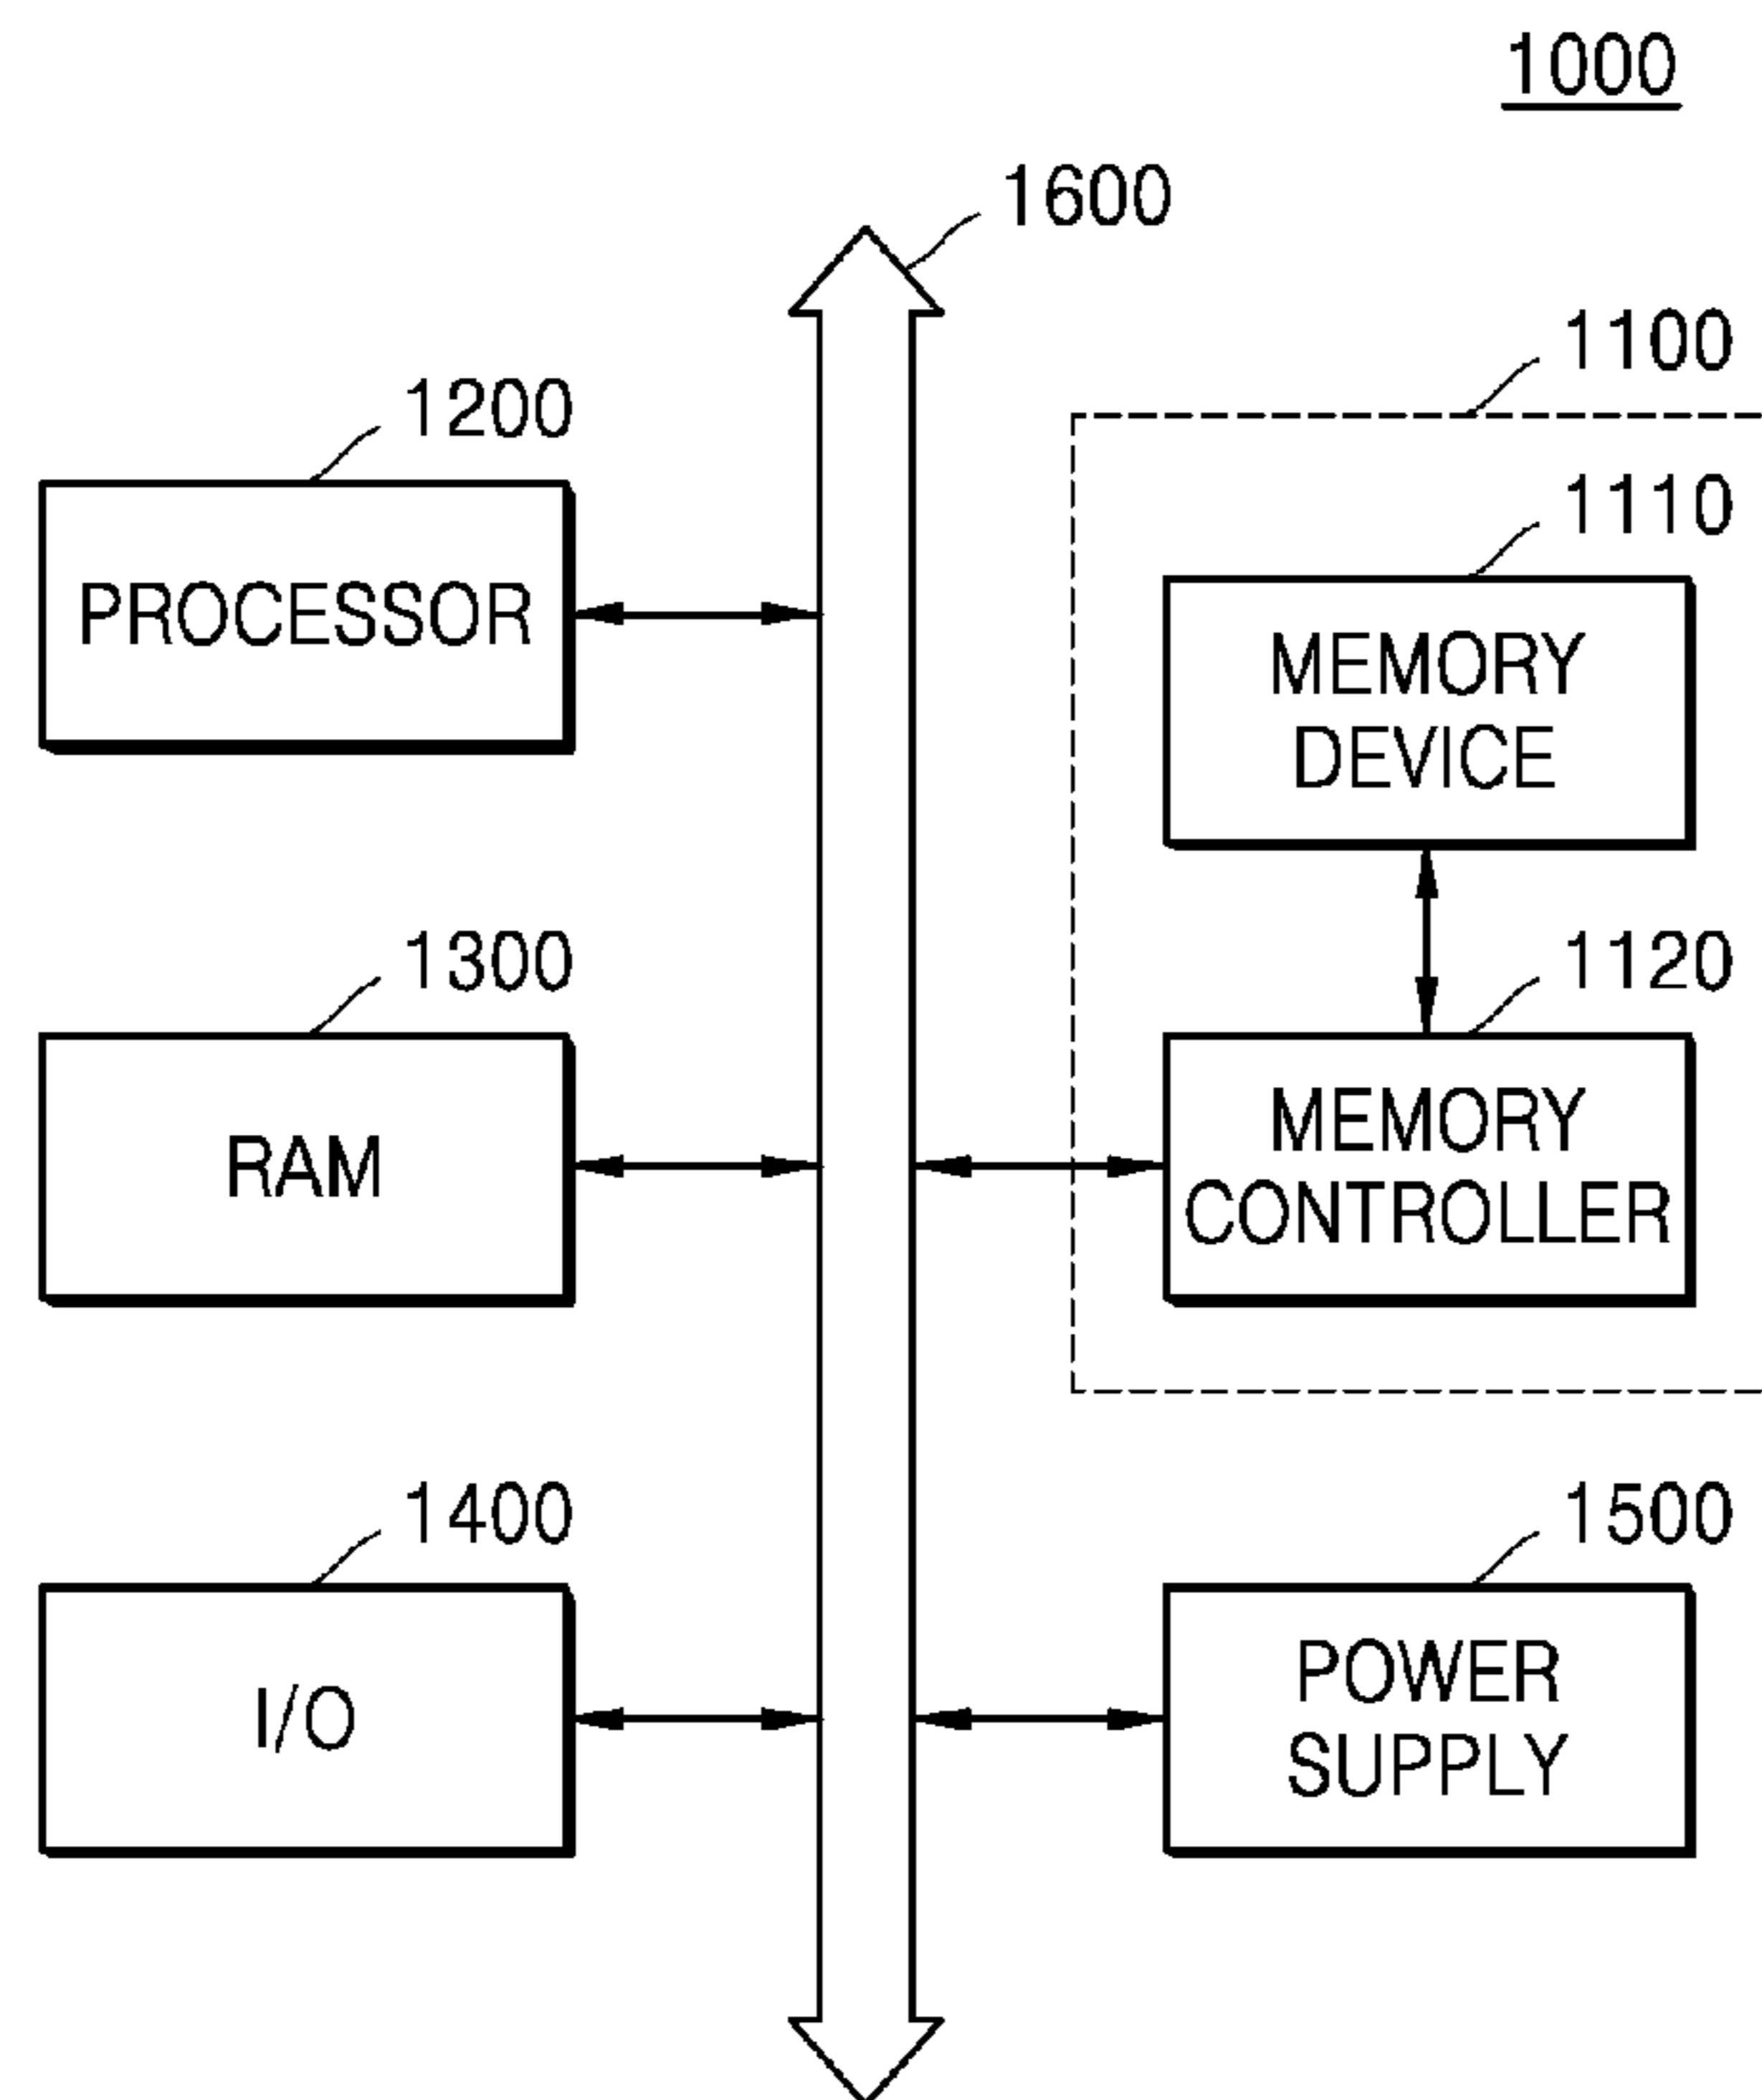 1000
1600
1100
1200
1110
PROCESSOR
MEMORY
DEVICE
1300
1120
RAM
MEMORY
CONTROLLER
1400
1500
I/O
POWER
SUPPLY